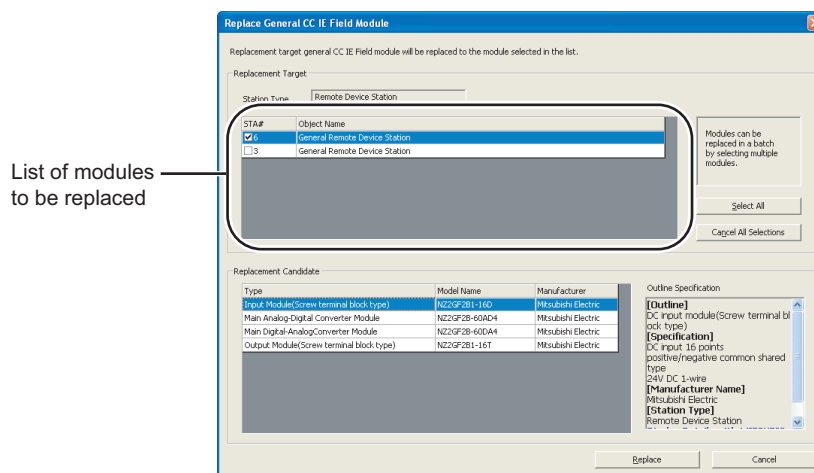 Replace General CC IE Field Module
Replacement target general CC IE Field module will be replaced to the module selected in the list.
Replacement Target
Station Type
Remote Device Station
STA# Object Name
6 General Remote Device Station
3 General Remote Device Station
Modules can be
replaced in a batch
by selecting multiple
modules.
Select All
Cancel All Selections
List of modules
to be replaced
Replacement Candidate
Type Model Name Manufacturer
Input Module(Screw terminal block type) NZ2GF2B1-16D Mitsubishi Electric
Main Analog-Digital Converter Module NZ2GF2B-60AD4 Mitsubishi Electric
Main Digital-AnalogConverter Module NZ2GF2B-60DA4 Mitsubishi Electric
Output Module(Screw terminal block type) NZ2GF2B1-16T Mitsubishi Electric
Outline Specification
[Outline]
DC input module(Screw terminal bl
ock type)
[Specification]
DC input 16 points
positive/negative common shared
type
24V DC 1-wire
[Manufacturer Name]
Mitsubishi Electric
[Station Type]
Remote Device Station
Replace
Cancel